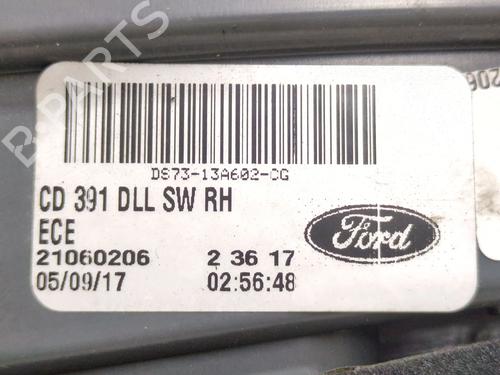 B-PARTS
DS73-13A602-CG
CD 391 DLL SW RH
ECE
21060206 2 36 17
05/09/17 02:56:48
Ford
206